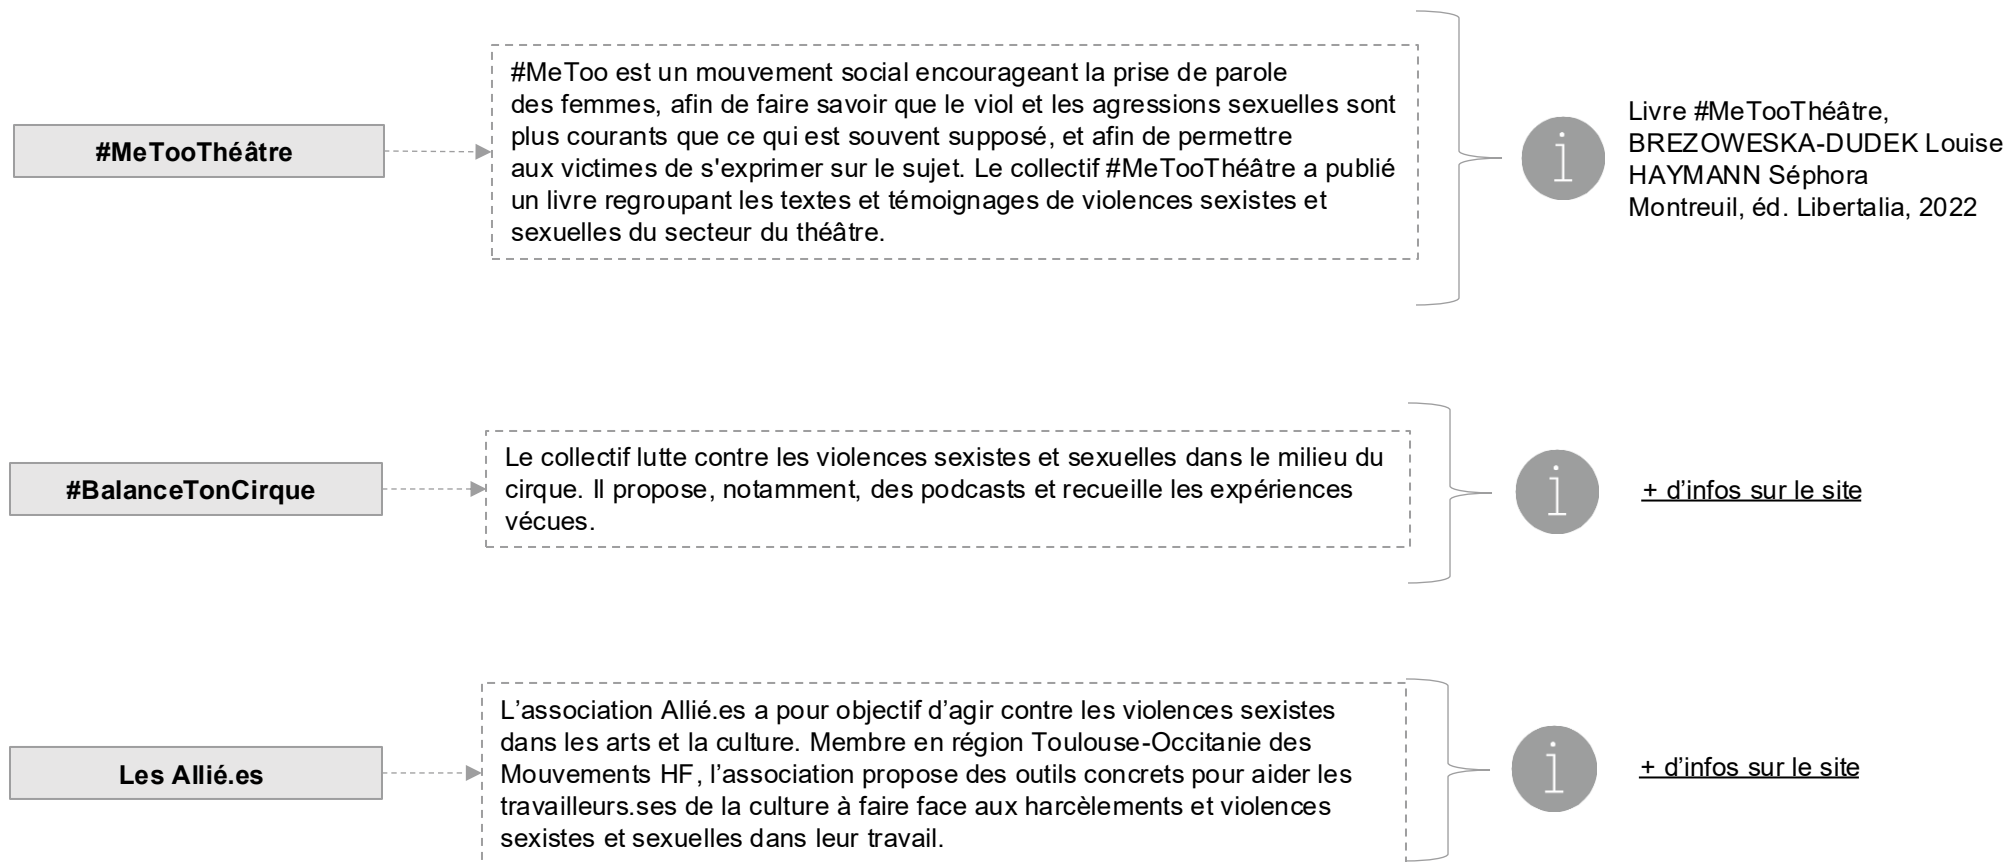 #MeTooThéâtre
#MeToo est un mouvement social encourageant la prise de parole
des femmes, afin de faire savoir que le viol et les agressions sexuelles sont
plus courants que ce qui est souvent supposé, et afin de permettre
aux victimes de s'exprimer sur le sujet. Le collectif #MeTooThéâtre a publié
un livre regroupant les textes et témoignages de violences sexistes et
sexuelles du secteur du théâtre.
Livre #MeTooThéâtre,
BREZOWESKA-DUDEK Louise
HAYMANN Séphora
Montreuil, éd. Libertalia, 2022
#BalanceTonCirque
Le collectif lutte contre les violences sexistes et sexuelles dans le milieu du
cirque. Il propose, notamment, des podcasts et recueille les expériences
vécues.
+ d’infos sur le site
Les Allié.es
L’association Allié.es a pour objectif d’agir contre les violences sexistes
dans les arts et la culture. Membre en région Toulouse-Occitanie des
Mouvements HF, l’association propose des outils concrets pour aider les
travailleurs.ses de la culture à faire face aux harcèlements et violences
sexistes et sexuelles dans leur travail.
+ d’infos sur le site